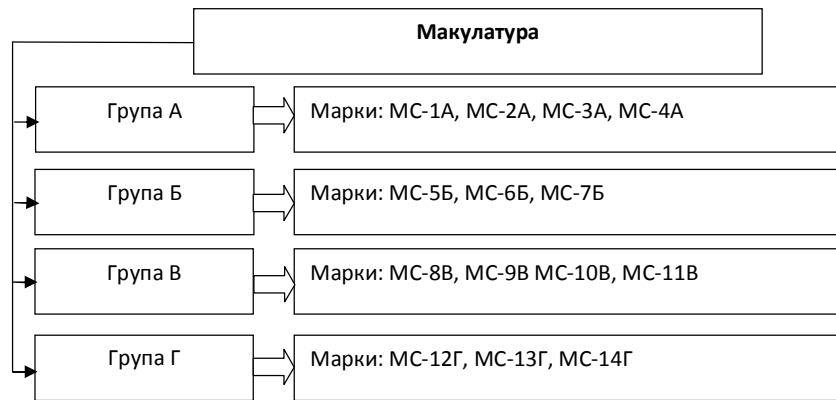 Макулатура
Група А
Марки: МС-1А, МС-2А, МС-3А, МС-4А
Група Б
Марки: МС-5Б, МС-6Б, МС-7Б
Група В
Марки: МС-8В, МС-9В МС-10В, МС-11В
Група Г
Марки: МС-12Г, МС-13Г, МС-14Г